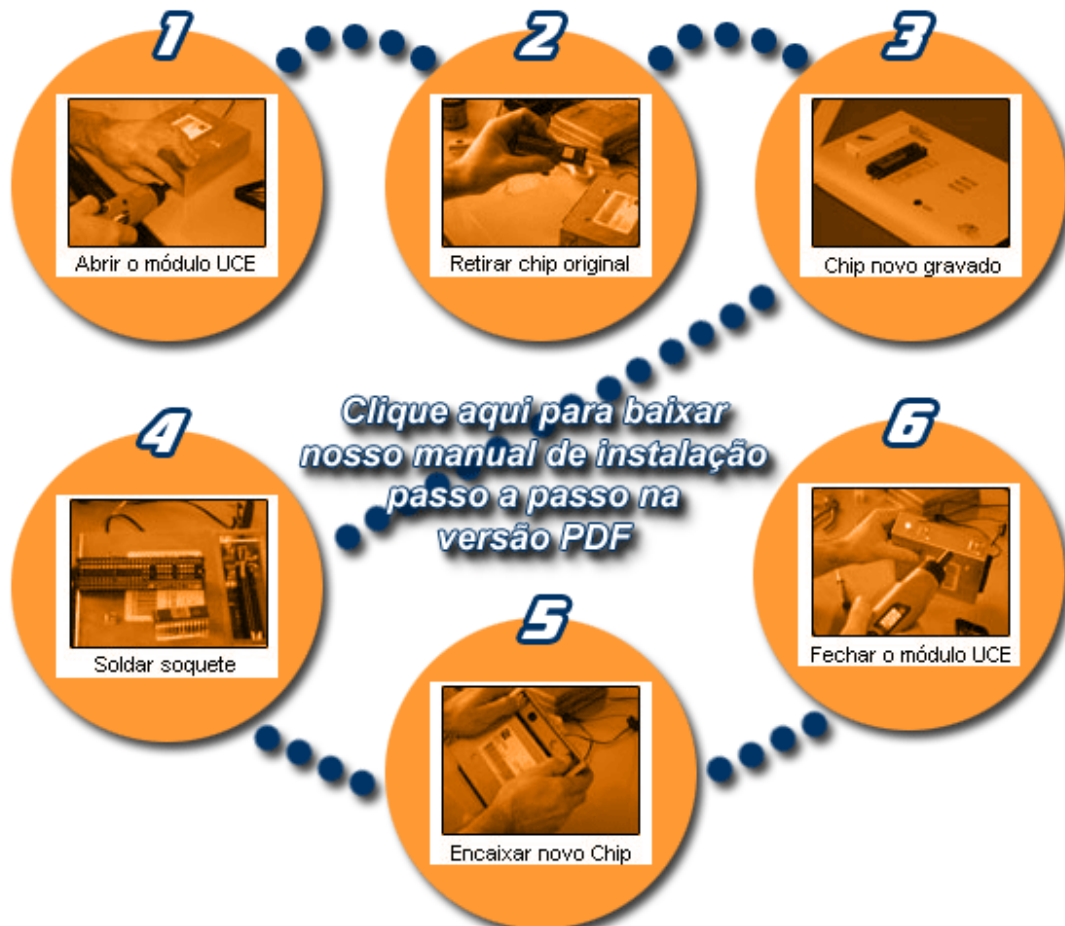 1
Abrir o módulo UCE
2
Retirar chip original
3
Chip novo gravado
Clique aqui para baixar
nosso manual de instalação
passo a passo na
versão PDF
4
Soldar soquete
5
Encaixar novo Chip
6
Fechar o módulo UCE